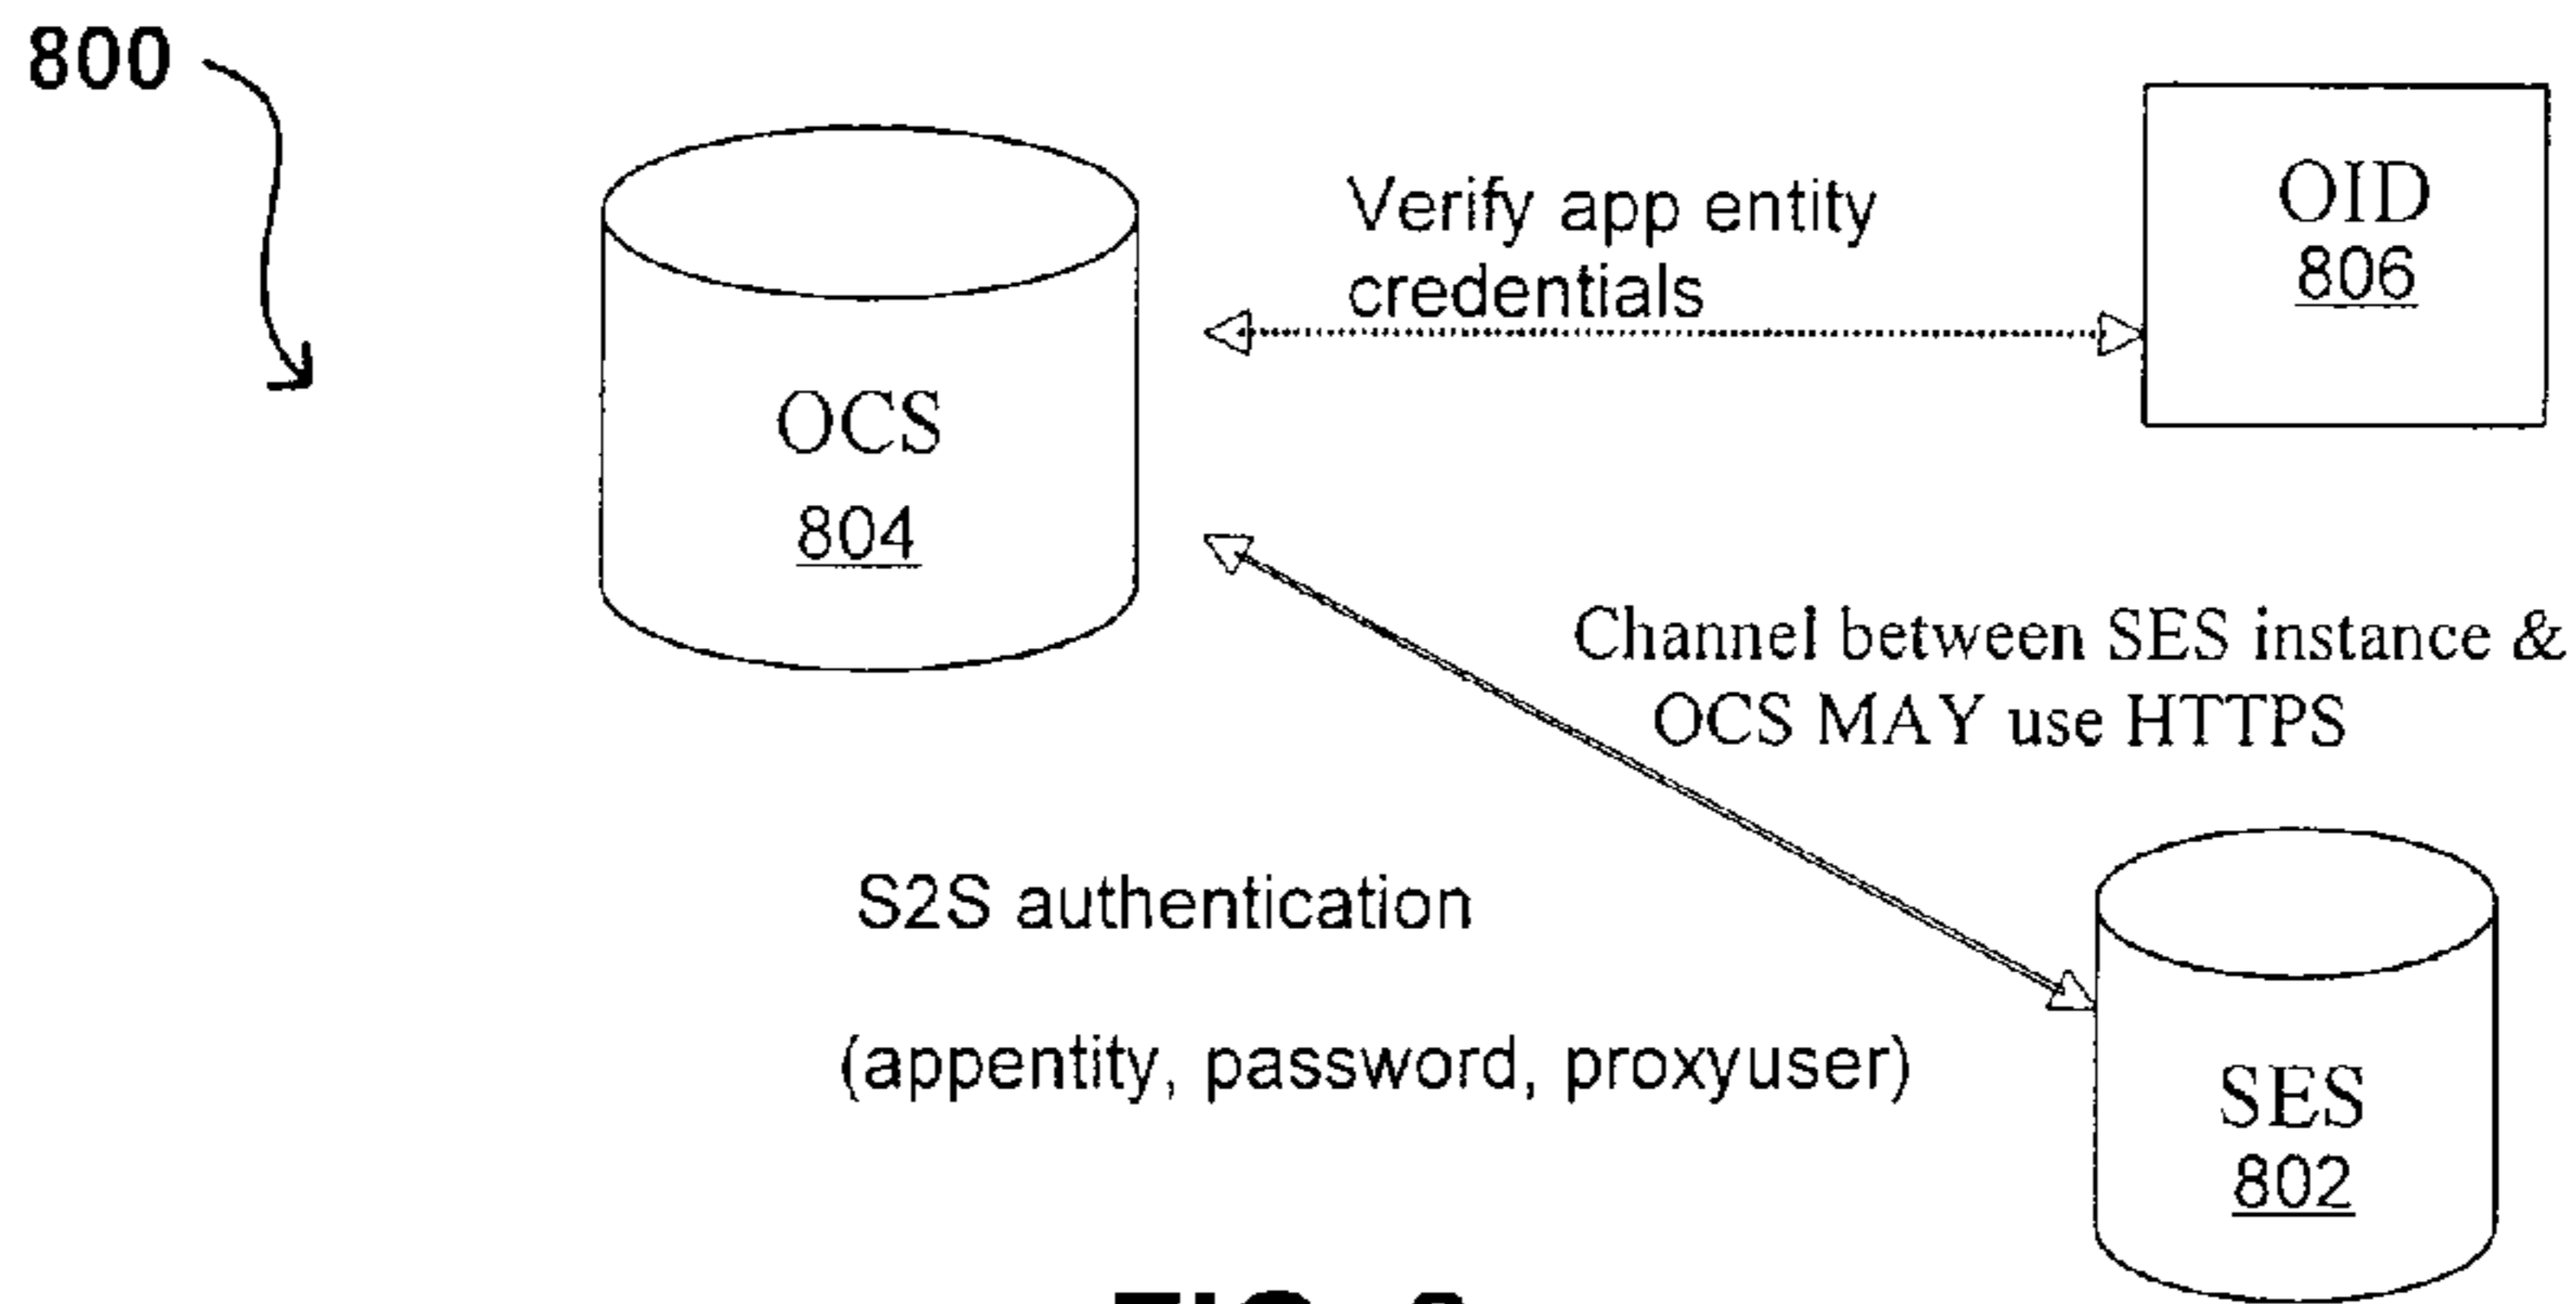 800
OCS
804
Verify app entity
credentials
OID
806
Channel between SES instance &
OCS MAY use HTTPS
S2S authentication
(appentity, password, proxyuser)
SES
802